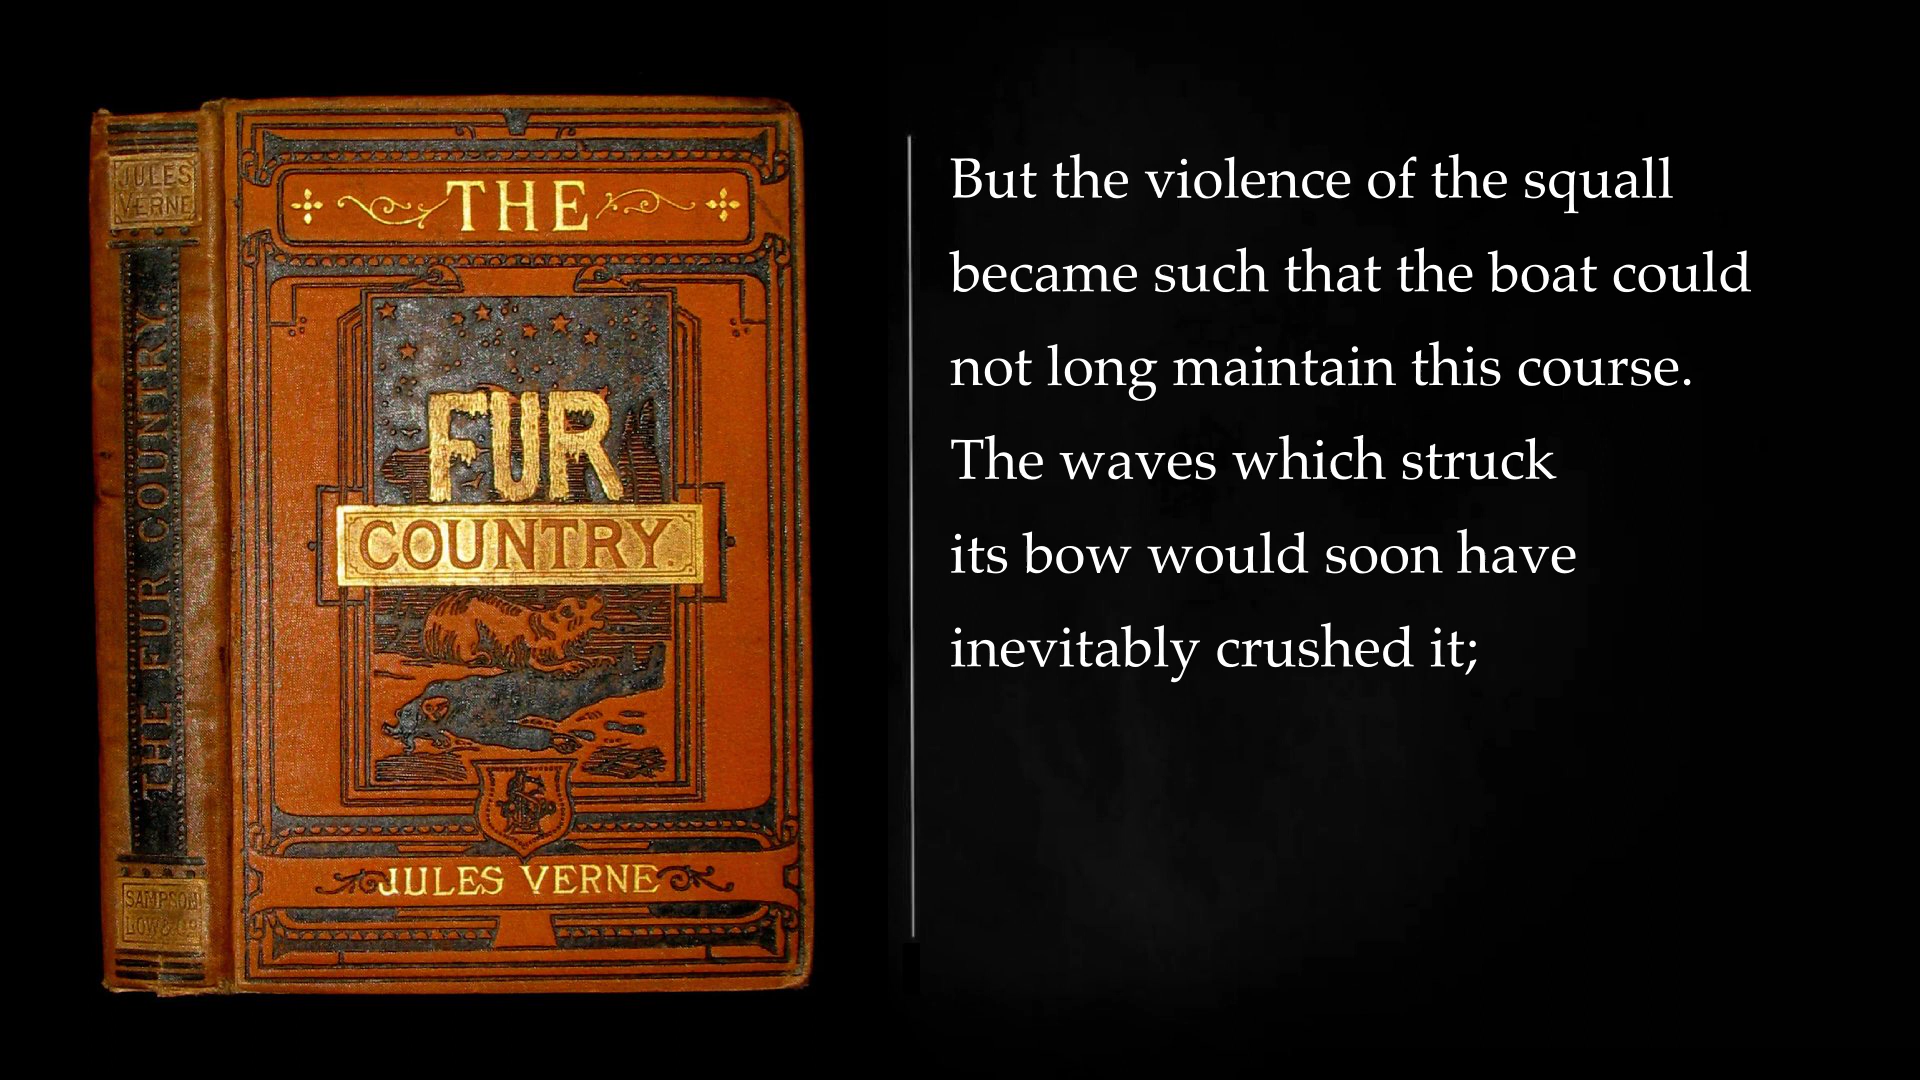 JULES
VERNE
THE FUR COUNTRY.
SAMPSON
LOW & Co
THE
FUR
COUNTRY.
JULES VERNE
But the violence of the squall
became such that the boat could
not long maintain this course.
The waves which struck
its bow would soon have
inevitably crushed it;